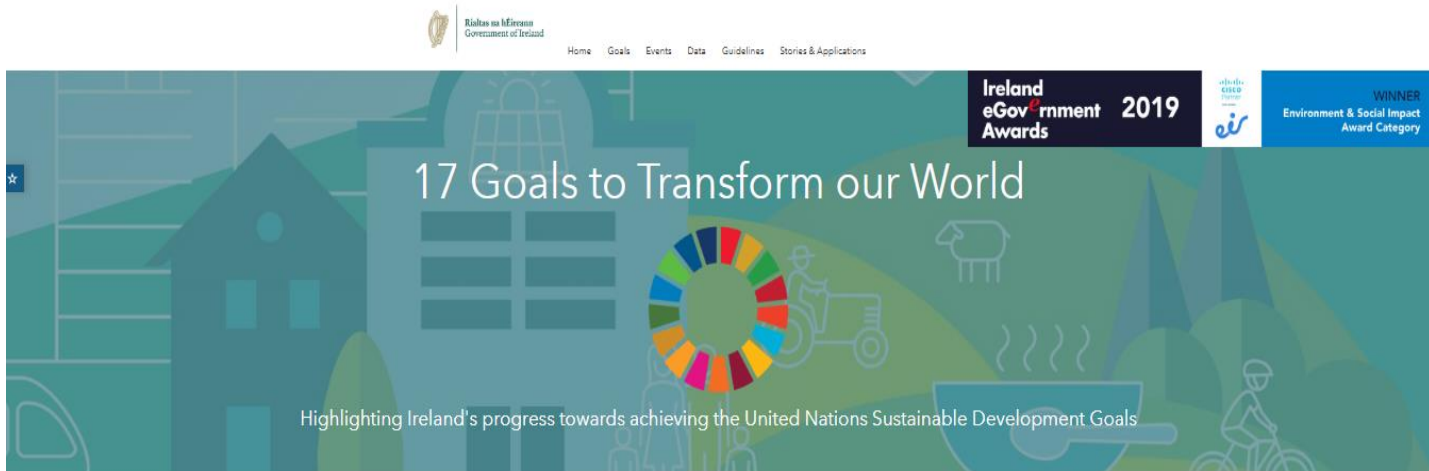 Rialtas na hÉireann
Government of Ireland
Home Goals Events Data Guidelines Stories & Applications
Ireland
eGovernment
Awards
2019
CISCO
eir
WINNER
Environment & Social Impact
Award Category
17 Goals to Transform our World
Highlighting Ireland's progress towards achieving the United Nations Sustainable Development Goals